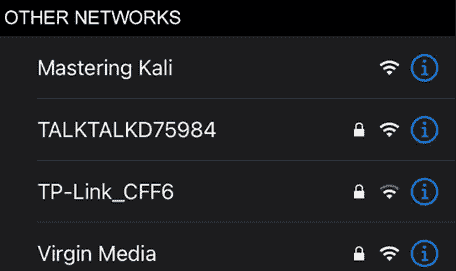 OTHER NETWORKS
Mastering Kali
TALKTALKD75984
TP-Link_CFF6
Virgin Media